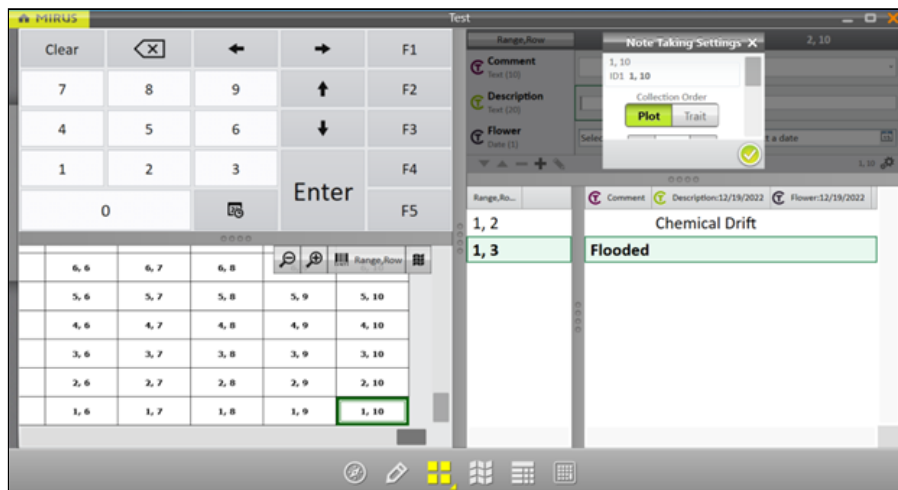 MIRUS
Test
Clear
F1
7 8 9 F2
4 5 6 F3
1 2 3 F4
0 Enter F5
Range,Row
6, 6 6, 7 6, 8
5, 6 5, 7 5, 8 5, 9 5, 10
4, 6 4, 7 4, 8 4, 9 4, 10
3, 6 3, 7 3, 8 3, 9 3, 10
2, 6 2, 7 2, 8 2, 9 2, 10
1, 6 1, 7 1, 8 1, 9 1, 10
Range,Row 2, 10
Comment
Text (10)
Description
Text (20)
Flower
Date (1)
Note Taking Settings X
1, 10
ID1 1, 10
Collection Order
Plot Trait
t a date
1, 10
Range,Ro... Comment Description:12/19/2022 Flower:12/19/2022
1, 2 Chemical Drift
1, 3 Flooded